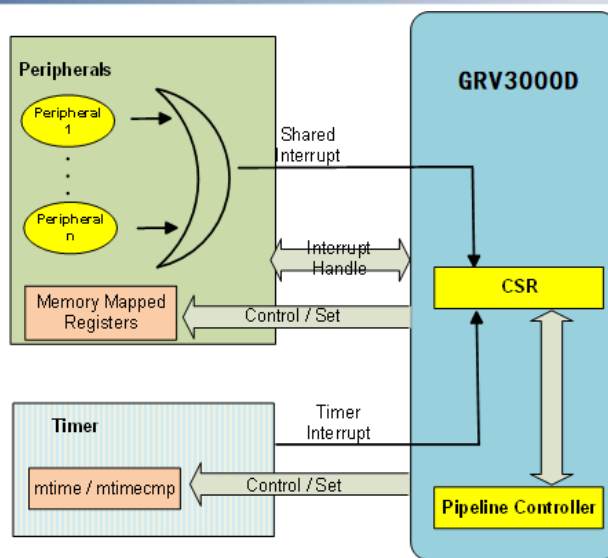 Peripherals
GRV3000D
Peripheral
1
Shared
Interrupt
Peripheral
n
Interrupt
Handle
CSR
Memory Mapped
Registers
Control / Set
Timer
Timer
Interrupt
mtime / mtimecmp
Control / Set
Pipeline Controller